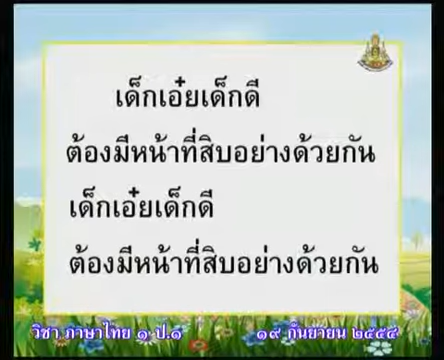 เด็กเอ๋ยเด็กดี
ต้องมีหน้าที่สิบอย่างด้วยกัน
เด็กเอ๋ยเด็กดี
ต้องมีหน้าที่สิบอย่างด้วยกัน
วิชา ภาษาไทย ๑ ป.๑ ๑๙ กันยายน ๒๕๕๔